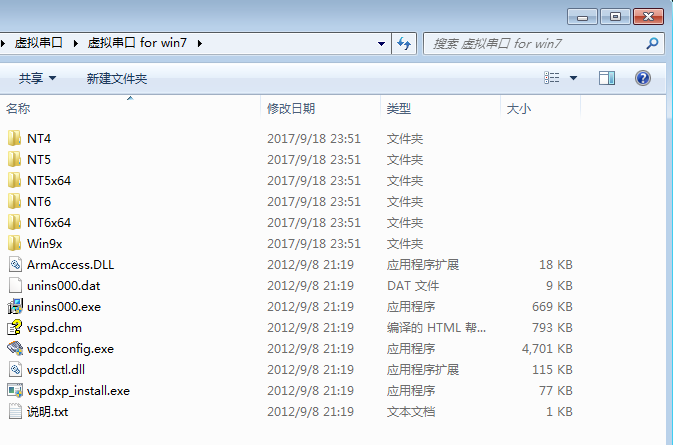 虚拟串口 虚拟串口 for win7 搜索 虚拟串口 for win7
共享 新建文件夹
名称 修改日期 类型 大小
NT4 2017/9/18 23:51 文件夹
NT5 2017/9/18 23:51 文件夹
NT5x64 2017/9/18 23:51 文件夹
NT6 2017/9/18 23:51 文件夹
NT6x64 2017/9/18 23:51 文件夹
Win9x 2017/9/18 23:51 文件夹
ArmAccess.DLL 2012/9/8 21:19 应用程序扩展 18 KB
unins000.dat 2012/9/8 21:19 DAT 文件 9 KB
unins000.exe 2012/9/8 21:19 应用程序 669 KB
vspd.chm 2012/9/8 21:19 编译的 HTML 帮... 793 KB
vspdconfig.exe 2012/9/8 21:19 应用程序 4,701 KB
vspdctl.dll 2012/9/8 21:19 应用程序扩展 115 KB
vspdxp_install.exe 2012/9/8 21:19 应用程序 77 KB
说明.txt 2012/9/8 21:19 文本文档 1 KB